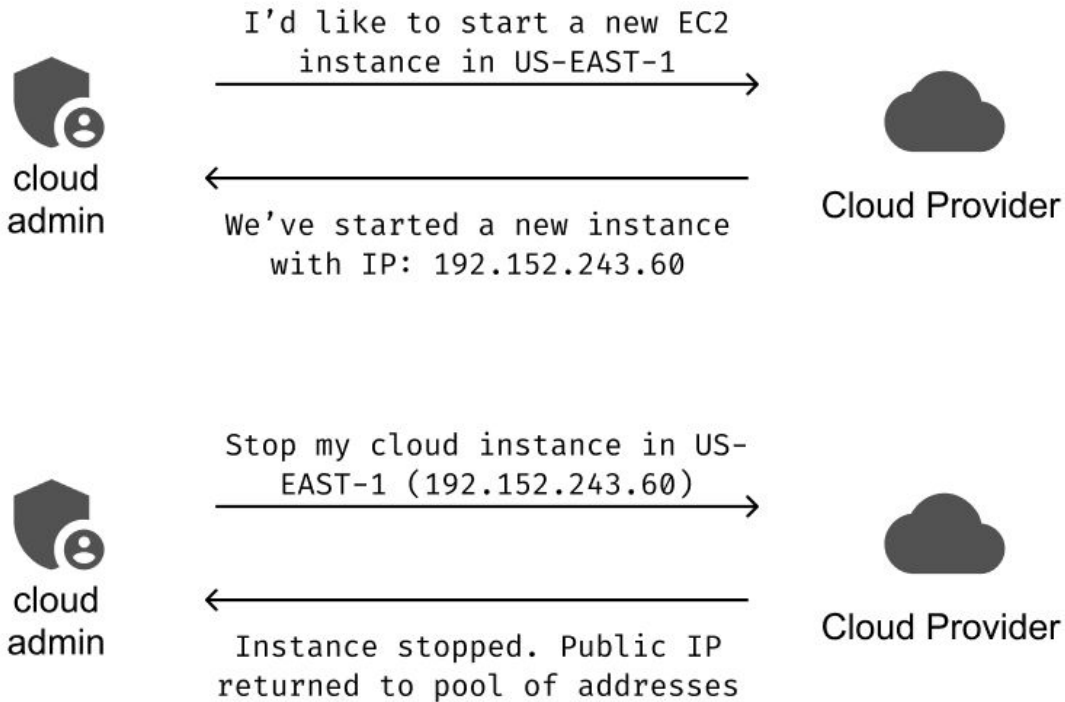 I’d like to start a new EC2
instance in US-EAST-1
cloud
admin
Cloud Provider
We’ve started a new instance
with IP: 192.152.243.60
Stop my cloud instance in US-
EAST-1 (192.152.243.60)
cloud
admin
Cloud Provider
Instance stopped. Public IP
returned to pool of addresses